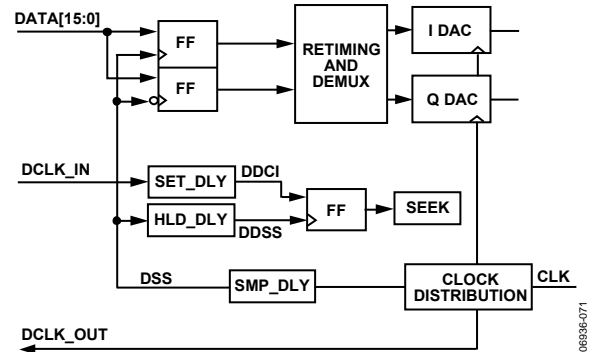 DATA[15:0]
FF
FF
RETIMING
AND
DEMUX
I DAC
Q DAC
DCLK_IN
SET_DLY
DDCI
HLD_DLY
DDSS
FF
SEEK
DSS
SMP_DLY
CLOCK
DISTRIBUTION
CLK
DCLK_OUT
06936-071